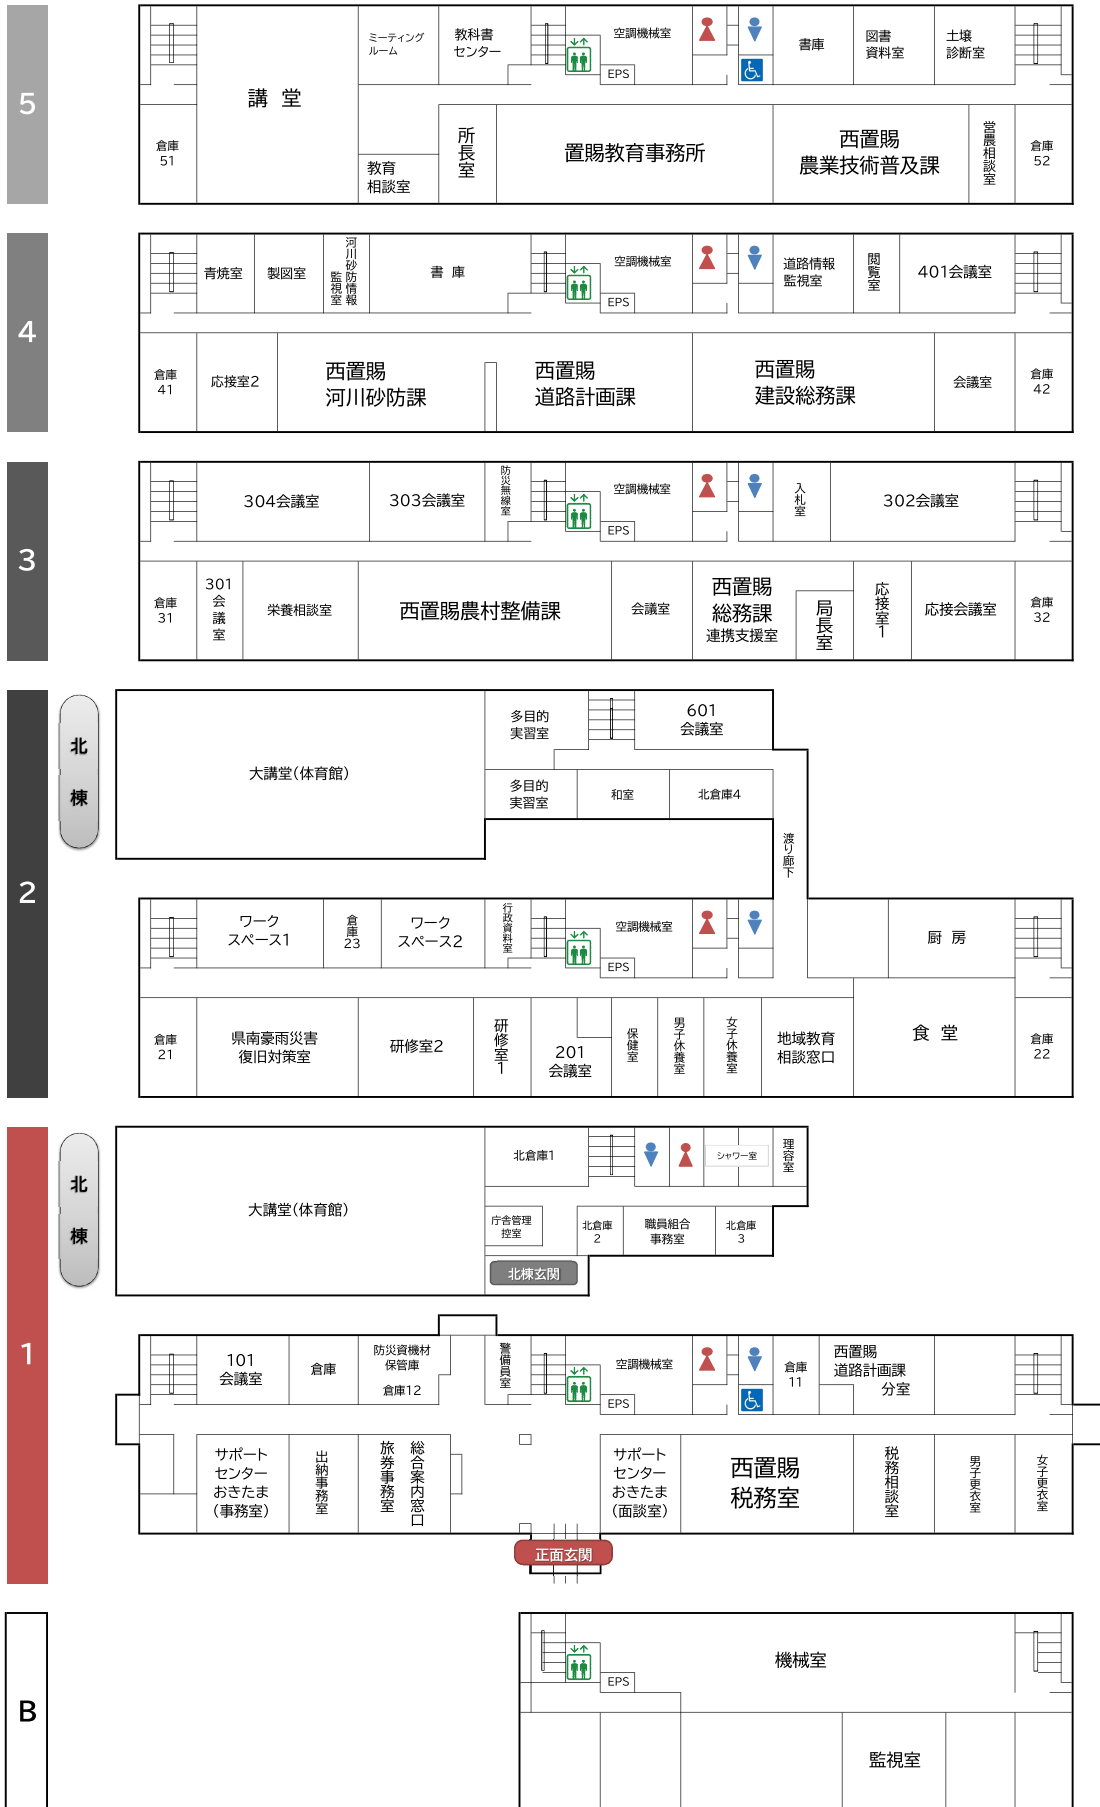 5
講 堂
ミーティング
ルーム
教科書
センター
空調機械室
EPS
書庫
図書
資料室
土壌
診断室
倉庫
51
教育
相談室
所長室
置賜教育事務所
西置賜
農業技術普及課
営農相談室
倉庫
52
4
青焼室
製図室
河川砂防情報
監視室
書 庫
空調機械室
EPS
道路情報
監視室
閲覧室
401会議室
倉庫
41
応接室2
西置賜
河川砂防課
西置賜
道路計画課
西置賜
建設総務課
会議室
倉庫
42
3
304会議室
303会議室
防災無線室
空調機械室
EPS
入札室
302会議室
倉庫
31
301
会議室
栄養相談室
西置賜農村整備課
会議室
西置賜
総務課
連携支援室
局長室
応接室1
応接会議室
倉庫
32
2
北棟
大講堂(体育館)
多目的
実習室
601
会議室
多目的
実習室
和室
北倉庫4
渡り廊下
ワーク
スペース1
倉庫
23
ワーク
スペース2
行政資料室
空調機械室
EPS
厨 房
倉庫
21
県南豪雨災害
復旧対策室
研修室2
研修室1
201
会議室
保健室
男子休養室
女子休養室
地域教育
相談窓口
食 堂
倉庫
22
1
北棟
大講堂(体育館)
北倉庫1
シャワー室
理容室
庁舎管理
控室
北倉庫
2
職員組合
事務室
北倉庫
3
北棟玄関
101
会議室
倉庫
防災資機材
保管庫
倉庫12
警備員室
空調機械室
EPS
倉庫
11
西置賜
道路計画課
分室
サポート
センター
おきたま
(事務室)
出納事務室
旅券事務室
総合案内窓口
サポート
センター
おきたま
(面談室)
西置賜
税務室
税務相談室
男子更衣室
女子更衣室
正面玄関
B
機械室
EPS
監視室